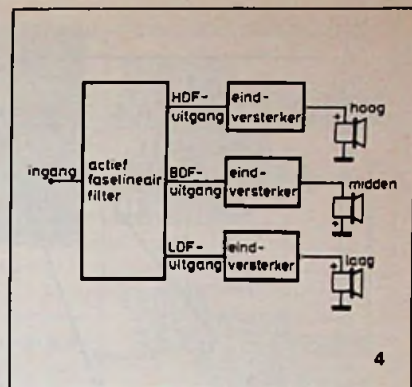 ingang
actief
faselineair
filter
HDF-
uitgang
eind-
versterker
hoog
+
BDF-
uitgang
eind-
versterker
midden
+
LDF-
uitgang
eind-
versterker
laag
+
4